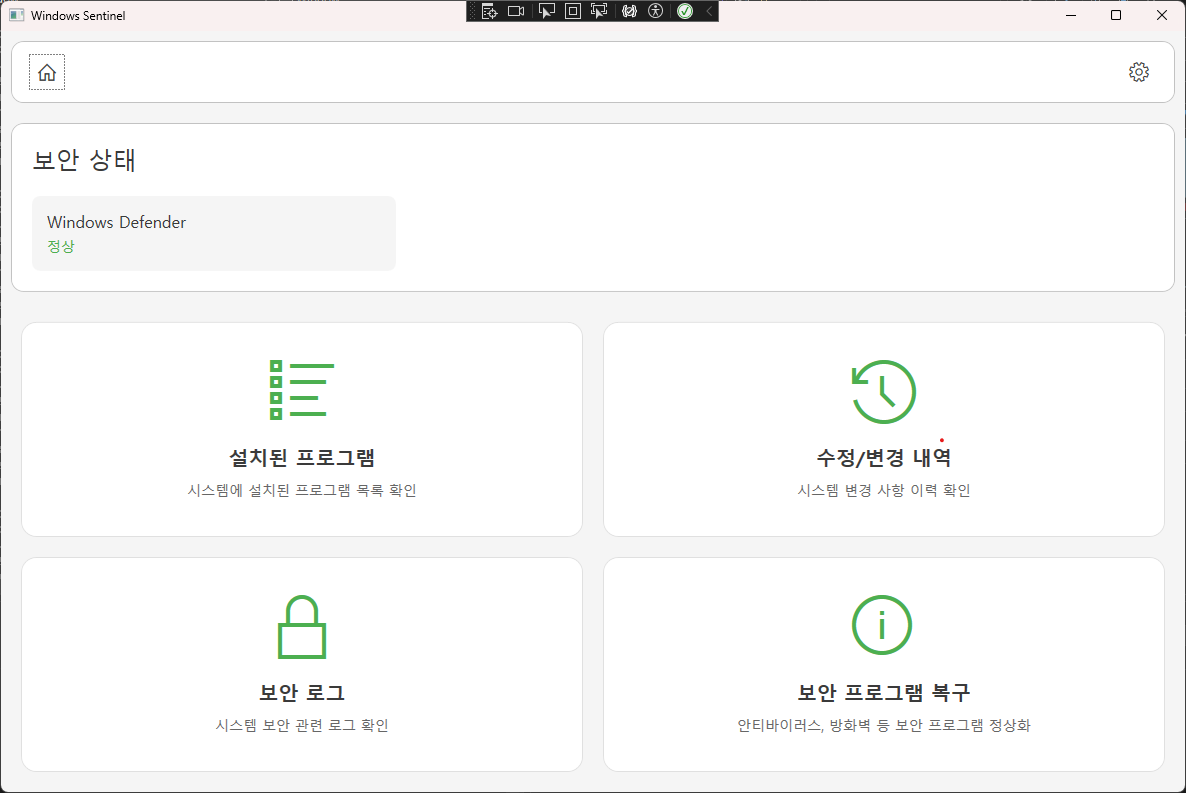 Windows Sentinel
보안 상태
Windows Defender
정상
설치된 프로그램
시스템에 설치된 프로그램 목록 확인
수정/변경 내역
시스템 변경 사항 이력 확인
보안 로그
시스템 보안 관련 로그 확인
보안 프로그램 복구
안티바이러스, 방화벽 등 보안 프로그램 정상화